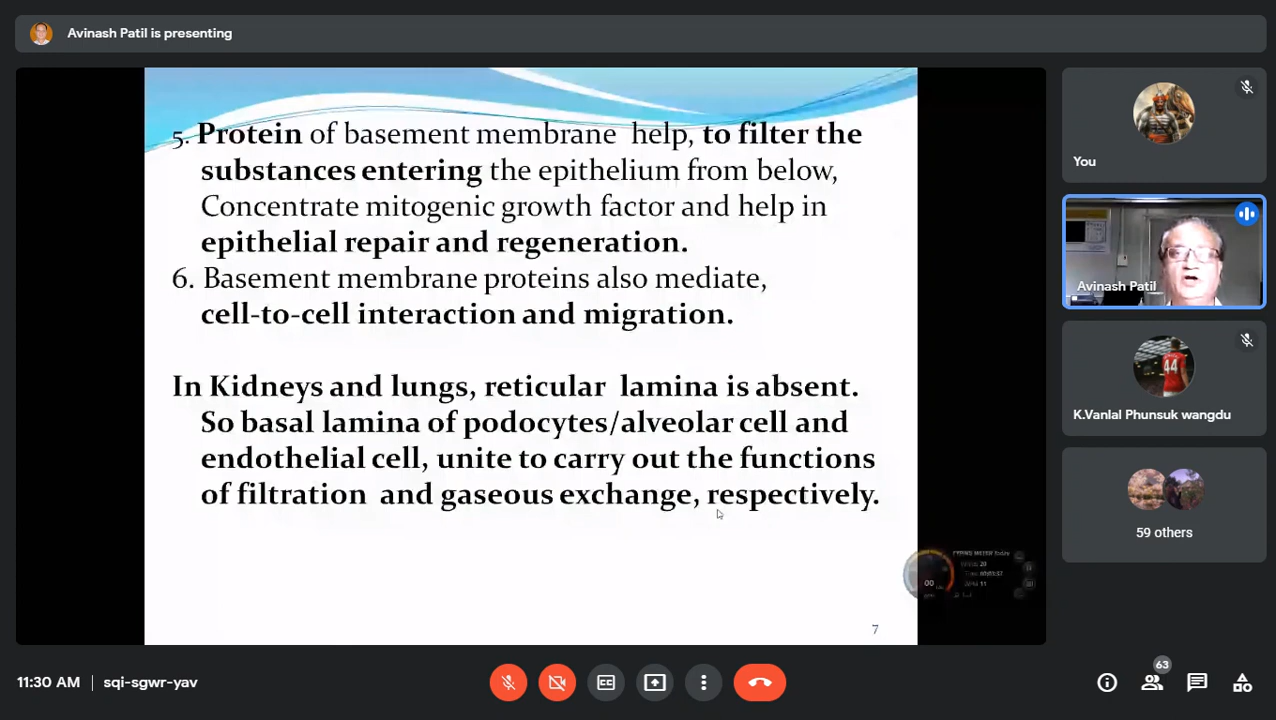 Avinash Patil is presenting
5. Protein of basement membrane help, to filter the
substances entering the epithelium from below,
Concentrate mitogenic growth factor and help in
epithelial repair and regeneration.
6. Basement membrane proteins also mediate,
cell-to-cell interaction and migration.
In Kidneys and lungs, reticular lamina is absent.
So basal lamina of podocytes/alveolar cell and
endothelial cell, unite to carry out the functions
of filtration and gaseous exchange, respectively.
00
7
You
Avinash Patil
44
K.Vanlal Phunsuk wangdu
59 others
11:30 AM | sqi-sgwr-yav
CC
63